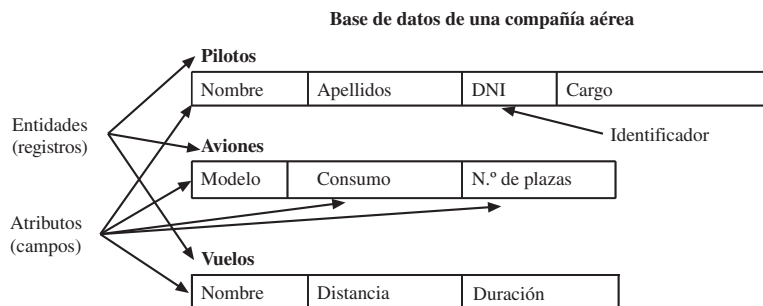 Base de datos de una compañía aérea
Pilotos
Nombre Apellidos DNI Cargo
Entidades
(registros)
Identificador
Aviones
Modelo Consumo N.º de plazas
Atributos
(campos)
Vuelos
Nombre Distancia Duración